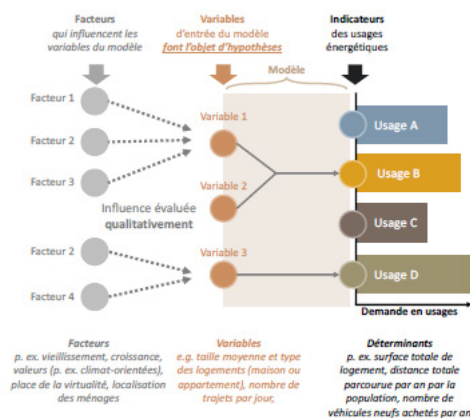 Facteurs
qui influencent les
variables du modèle
Variables
d'entrée du modèle
font l'objet d'hypothèses
Indicateurs
des usages
énergétiques
Modèle
Facteur 1
Facteur 2
Facteur 3
Facteur 2
Facteur 4
Variable 1
Variable 2
Influence évaluée
qualitativement
Variable 3
Usage A
Usage B
Usage C
Usage D
Demande en usages
Facteurs
p. ex. vieillissement, croissance,
valeurs (p. ex. climat-orientées),
place de la virtualité, localisation
des ménages
Variables
e.g. taille moyenne et type
des logements (maison ou
appartement), nombre de
trajets par jour,
Déterminants
p. ex. surface totale de
logement, distance totale
parcourue par an par la
population, nombre de
véhicules neufs achetés par an